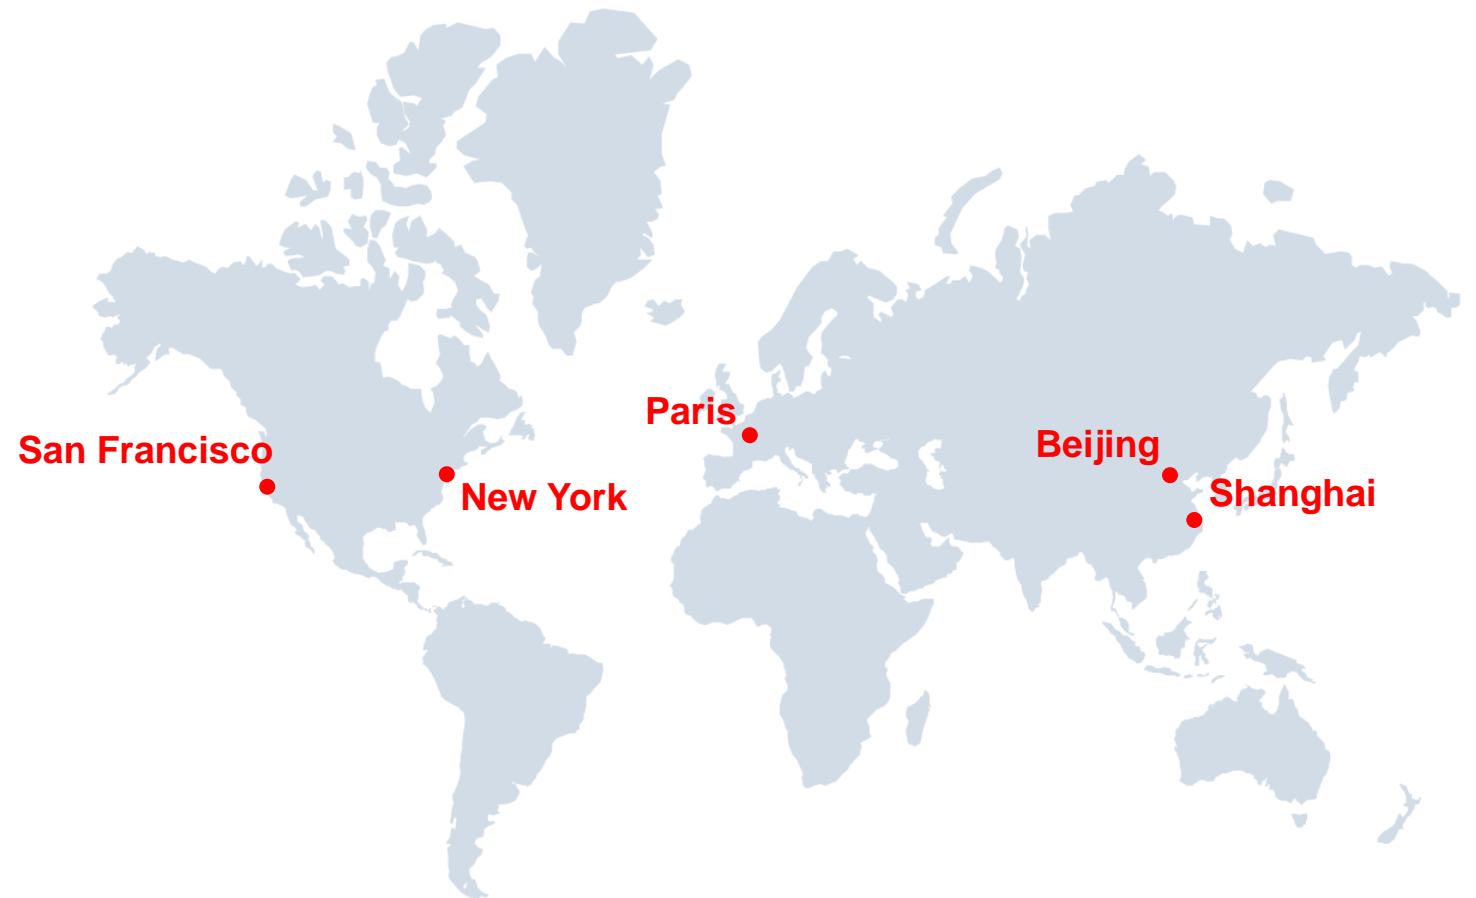 Paris
San Francisco
Beijing
New York
Shanghai